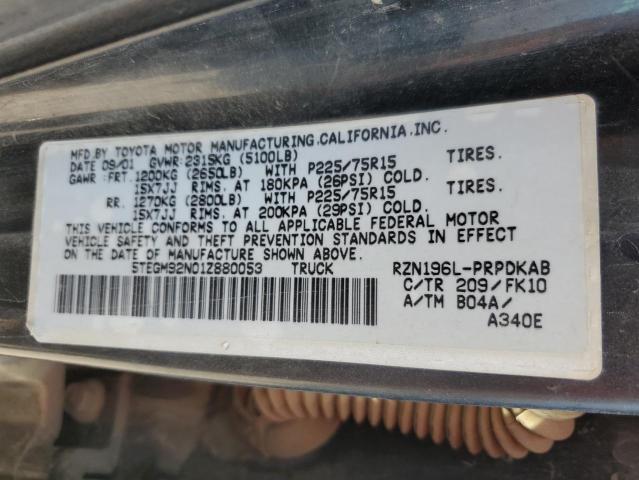 MFD.BY TOYOTA MOTOR MANUFACTURING,CALIFORNIA,INC.
DATE 09/01 GVWR:2315KG (5100LB)
GAWR:FRT. 1200KG (2650LB) WITH P225/75R15 TIRES.
15X7JJ RIMS. AT 180KPA (26PSI) COLD.
RR. 1270KG (2800LB) WITH P225/75R15 TIRES.
15X7JJ RIMS. AT 200KPA (29PSI) COLD.
THIS VEHICLE CONFORMS TO ALL APPLICABLE FEDERAL MOTOR
VEHICLE SAFETY AND THEFT PREVENTION STANDARDS IN EFFECT
ON THE DATE OF MANUFACTURE SHOWN ABOVE.
5TEGM92N01Z880053 TRUCK RZN196L-PRPDKAB
C/TR 209/FK10
A/TM B04A/
A340E